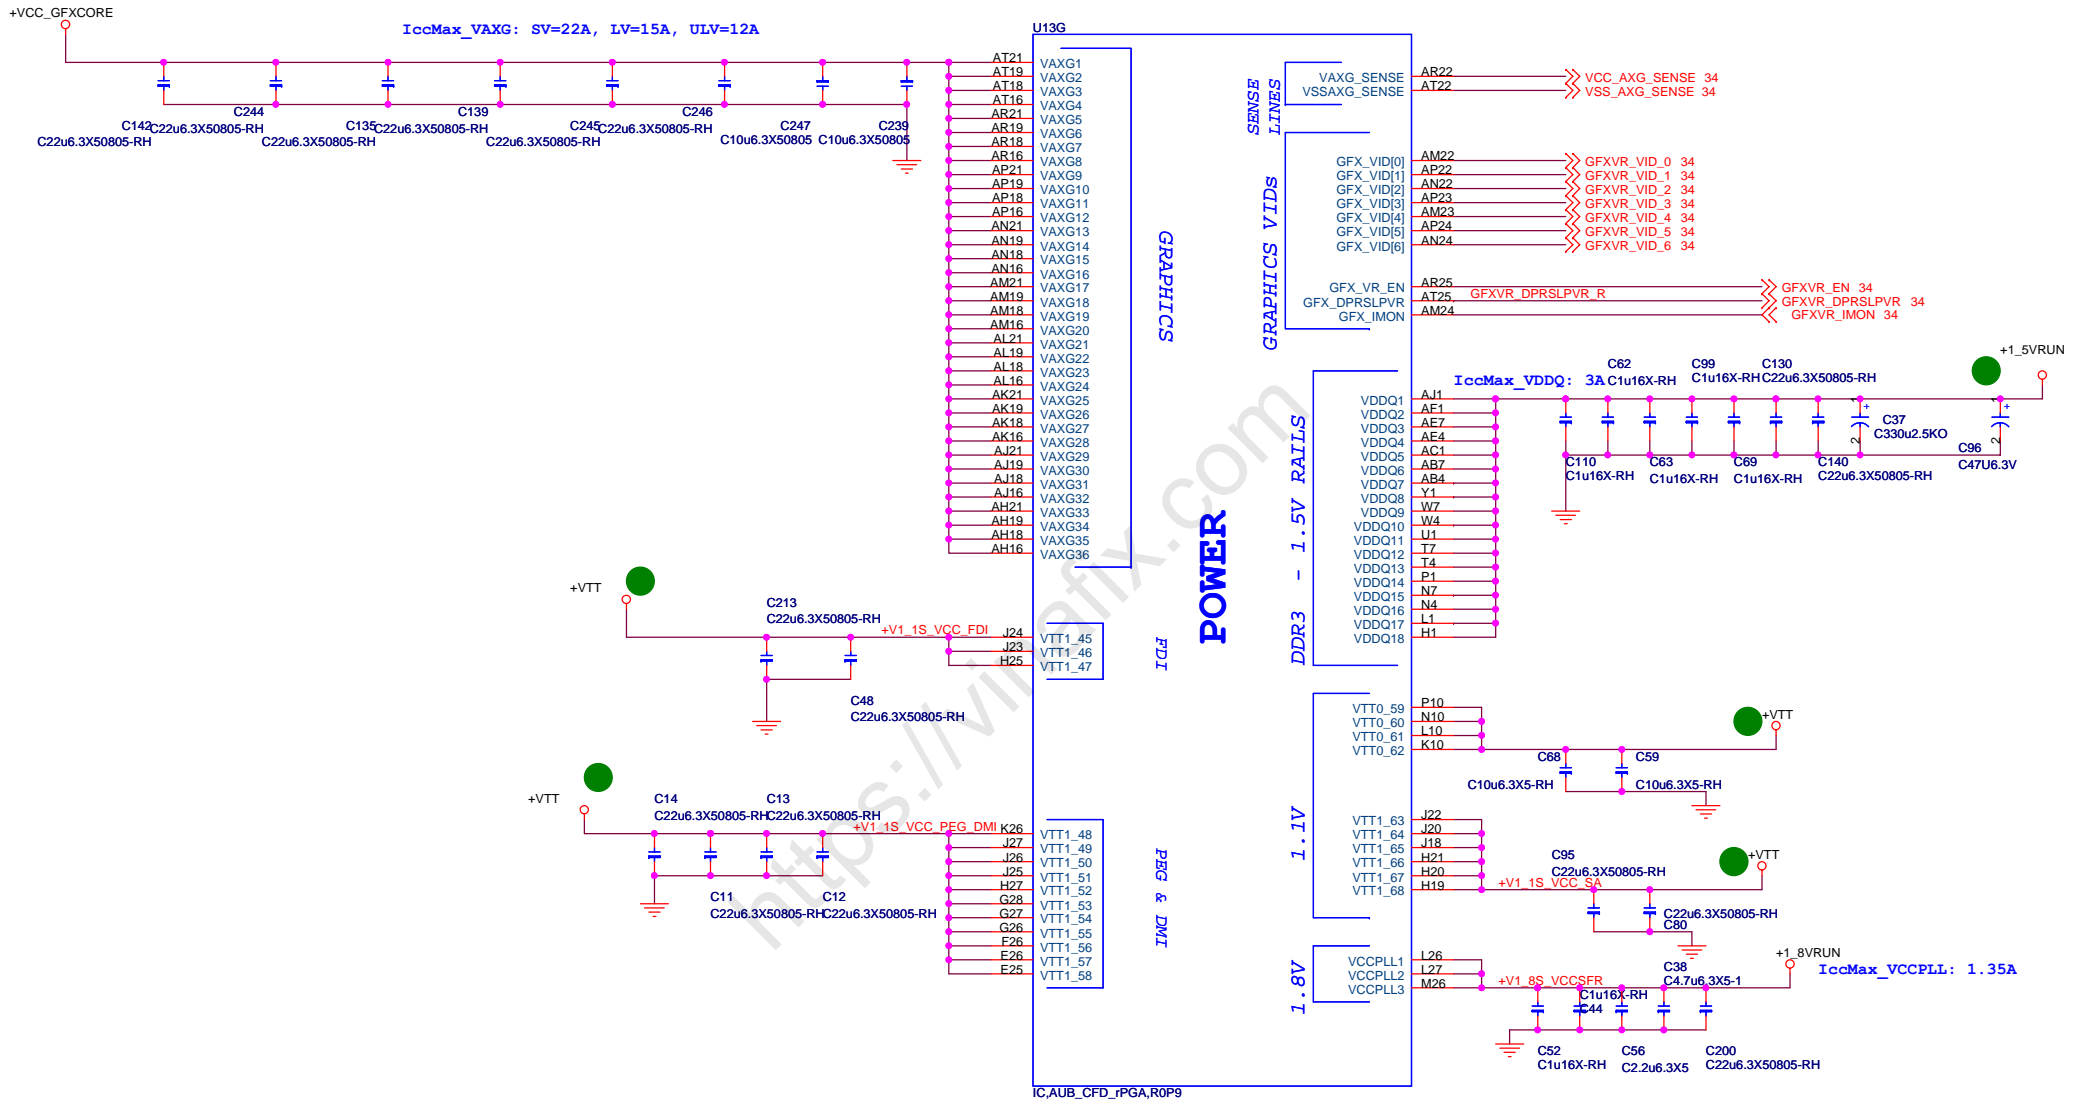 +VCC_GFXCORE
IccMax_VAXG: SV=22A, LV=15A, ULV=12A
C142
C22u6.3X50805-RH
C244
C22u6.3X50805-RH
C135
C22u6.3X50805-RH
C139
C22u6.3X50805-RH
C245
C22u6.3X50805-RH
C246
C22u6.3X50805-RH
C247
C10u6.3X50805
C239
C10u6.3X50805
U13G
AT21 VAXG1
AT19 VAXG2
AT18 VAXG3
AT16 VAXG4
AR21 VAXG5
AR19 VAXG6
AR18 VAXG7
AR16 VAXG8
AP21 VAXG9
AP19 VAXG10
AP18 VAXG11
AP16 VAXG12
AN21 VAXG13
AN19 VAXG14
AN18 VAXG15
AN16 VAXG16
AM21 VAXG17
AM19 VAXG18
AM18 VAXG19
AM16 VAXG20
AL21 VAXG21
AL19 VAXG22
AL18 VAXG23
AL16 VAXG24
AK21 VAXG25
AK19 VAXG26
AK18 VAXG27
AK16 VAXG28
AJ21 VAXG29
AJ19 VAXG30
AJ18 VAXG31
AJ16 VAXG32
AH21 VAXG33
AH19 VAXG34
AH18 VAXG35
AH16 VAXG36
GRAPHICS
+VTT
C213
C22u6.3X50805-RH
+V1_1S_VCC_FDI
C48
C22u6.3X50805-RH
J24 VTT1_45
J23 VTT1_46
H25 VTT1_47
FDI
+VTT
C14
C22u6.3X50805-RH
C13
C22u6.3X50805-RH
+V1_1S_VCC_PEG_DMI
C11
C22u6.3X50805-RH
C12
C22u6.3X50805-RH
K26 VTT1_48
J27 VTT1_49
J26 VTT1_50
J25 VTT1_51
H27 VTT1_52
G28 VTT1_53
G27 VTT1_54
G26 VTT1_55
F26 VTT1_56
E26 VTT1_57
E25 VTT1_58
PEG & DMI
POWER
SENSE
LINES
VAXG_SENSE AR22 VCC_AXG_SENSE 34
VSSAXG_SENSE AT22 VSS_AXG_SENSE 34
GRAPHICS VIDs
GFX_VID[0] AM22 GFXVR_VID_0 34
GFX_VID[1] AP22 GFXVR_VID_1 34
GFX_VID[2] AN22 GFXVR_VID_2 34
GFX_VID[3] AP23 GFXVR_VID_3 34
GFX_VID[4] AM23 GFXVR_VID_4 34
GFX_VID[5] AP24 GFXVR_VID_5 34
GFX_VID[6] AN24 GFXVR_VID_6 34
GFX_VR_EN AR25 GFXVR_EN 34
GFX_DPRSLPVR AT25 GFXVR_DPRSLPVR_R GFXVR_DPRSLPVR 34
GFX_IMON AM24 GFXVR_IMON 34
DDR3 - 1.5V RAILS
IccMax_VDDQ: 3A
+1_5VRUN
C62
C1u16X-RH
C99
C1u16X-RH
C130
C22u6.3X50805-RH
1
+
2
C37
C330u2.5KO
1
+
2
C96
C47U6.3V
C110
C1u16X-RH
C63
C1u16X-RH
C69
C1u16X-RH
C140
C22u6.3X50805-RH
VDDQ1 AJ1
VDDQ2 AF1
VDDQ3 AE7
VDDQ4 AE4
VDDQ5 AC1
VDDQ6 AB7
VDDQ7 AB4
VDDQ8 Y1
VDDQ9 W7
VDDQ10 W4
VDDQ11 U1
VDDQ12 T7
VDDQ13 T4
VDDQ14 P1
VDDQ15 N7
VDDQ16 N4
VDDQ17 L1
VDDQ18 H1
1.1V
VTT0_59 P10
VTT0_60 N10
VTT0_61 L10
VTT0_62 K10
+VTT
C68
C10u6.3X5-RH
C59
C10u6.3X5-RH
VTT1_63 J22
VTT1_64 J20
VTT1_65 J18
VTT1_66 H21
VTT1_67 H20
VTT1_68 H19
+VTT
C95
C22u6.3X50805-RH
+V1_1S_VCC_SA
C22u6.3X50805-RH
C80
1.8V
VCCPLL1 L26
VCCPLL2 L27
VCCPLL3 M26
+1_8VRUN
IccMax_VCCPLL: 1.35A
+V1_8S_VCCSFR
C38
C4.7u6.3X5-1
C1u16X-RH
C44
C52
C1u16X-RH
C56
C2.2u6.3X5
C200
C22u6.3X50805-RH
IC,AUB_CFD_rPGA,R0P9
https://vinafix.com